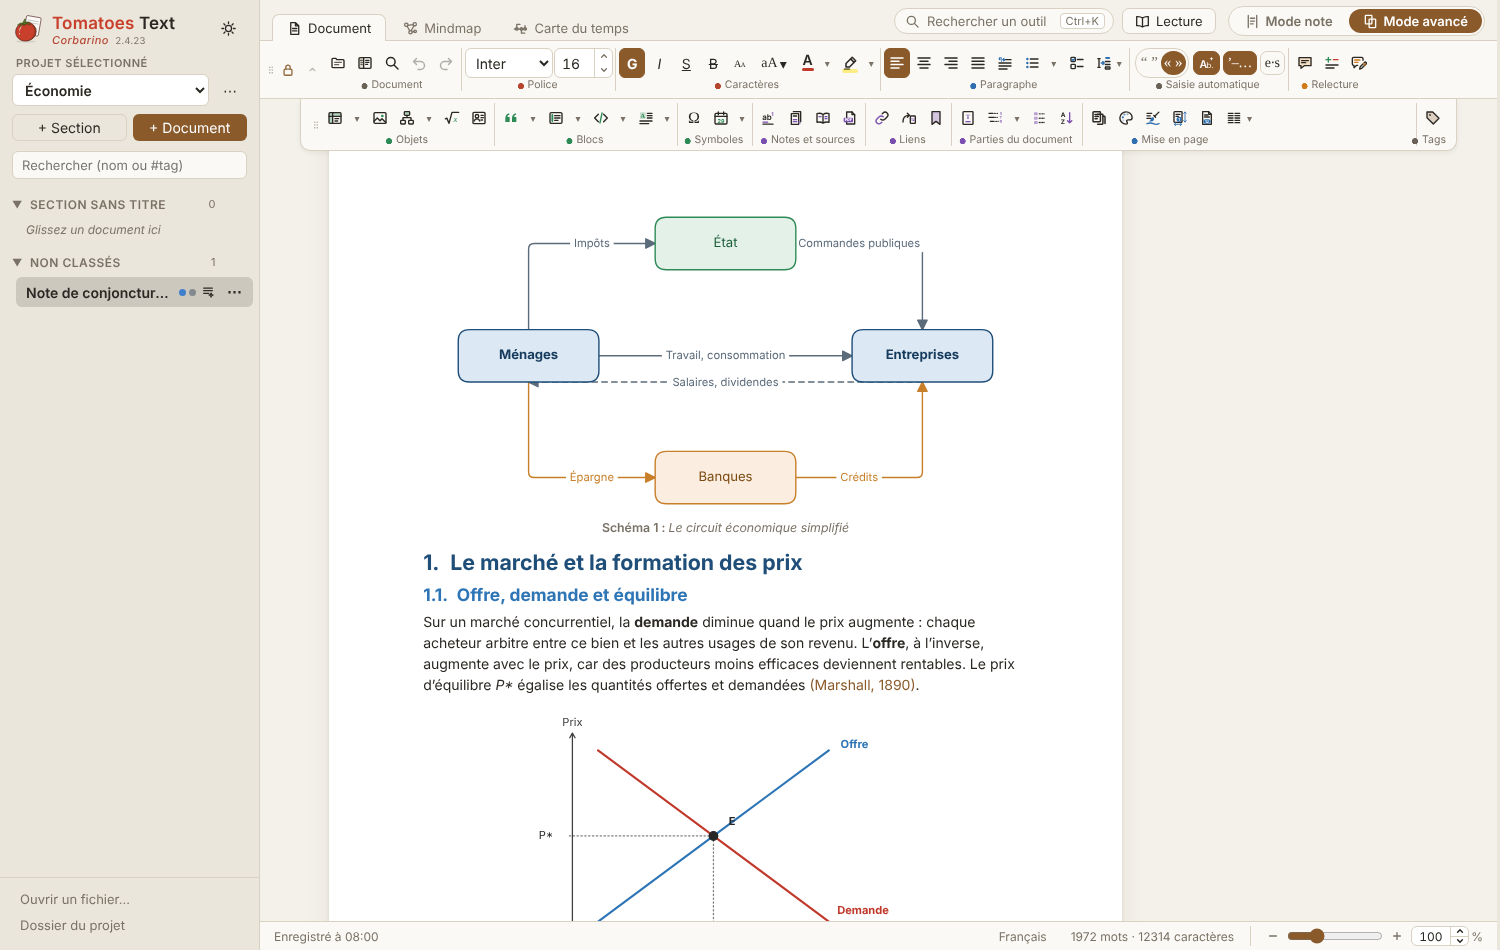 Tomatoes Text
Corbarino 2.4.23
PROJET SÉLECTIONNÉ
Économie
+ Section
+ Document
Rechercher (nom ou #tag)
SECTION SANS TITRE 0
Glissez un document ici
NON CLASSÉS 1
Note de conjonctur...
Ouvrir un fichier...
Dossier du projet
Document
Mindmap
Carte du temps
Rechercher un outil Ctrl+K
Lecture
Mode note
Mode avancé
Inter
16
G I S B AA aA A
“ ” « » Ab. '–... e·s
Document
Police
Caractères
Paragraphe
Saisie automatique
Relecture
Objets
Blocs
Symboles
Notes et sources
Liens
Parties du document
Mise en page
Tags
Impôts
État
Commandes publiques
Ménages
Travail, consommation
Entreprises
Salaires, dividendes
Épargne
Banques
Crédits
Schéma 1 : Le circuit économique simplifié
1. Le marché et la formation des prix
1.1. Offre, demande et équilibre
Sur un marché concurrentiel, la demande diminue quand le prix augmente : chaque
acheteur arbitre entre ce bien et les autres usages de son revenu. L’offre, à l’inverse,
augmente avec le prix, car des producteurs moins efficaces deviennent rentables. Le prix
d’équilibre P* égalise les quantités offertes et demandées (Marshall, 1890).
Prix
Offre
E
P*
Demande
Enregistré à 08:00
Français
1972 mots · 12314 caractères
− + 100 %